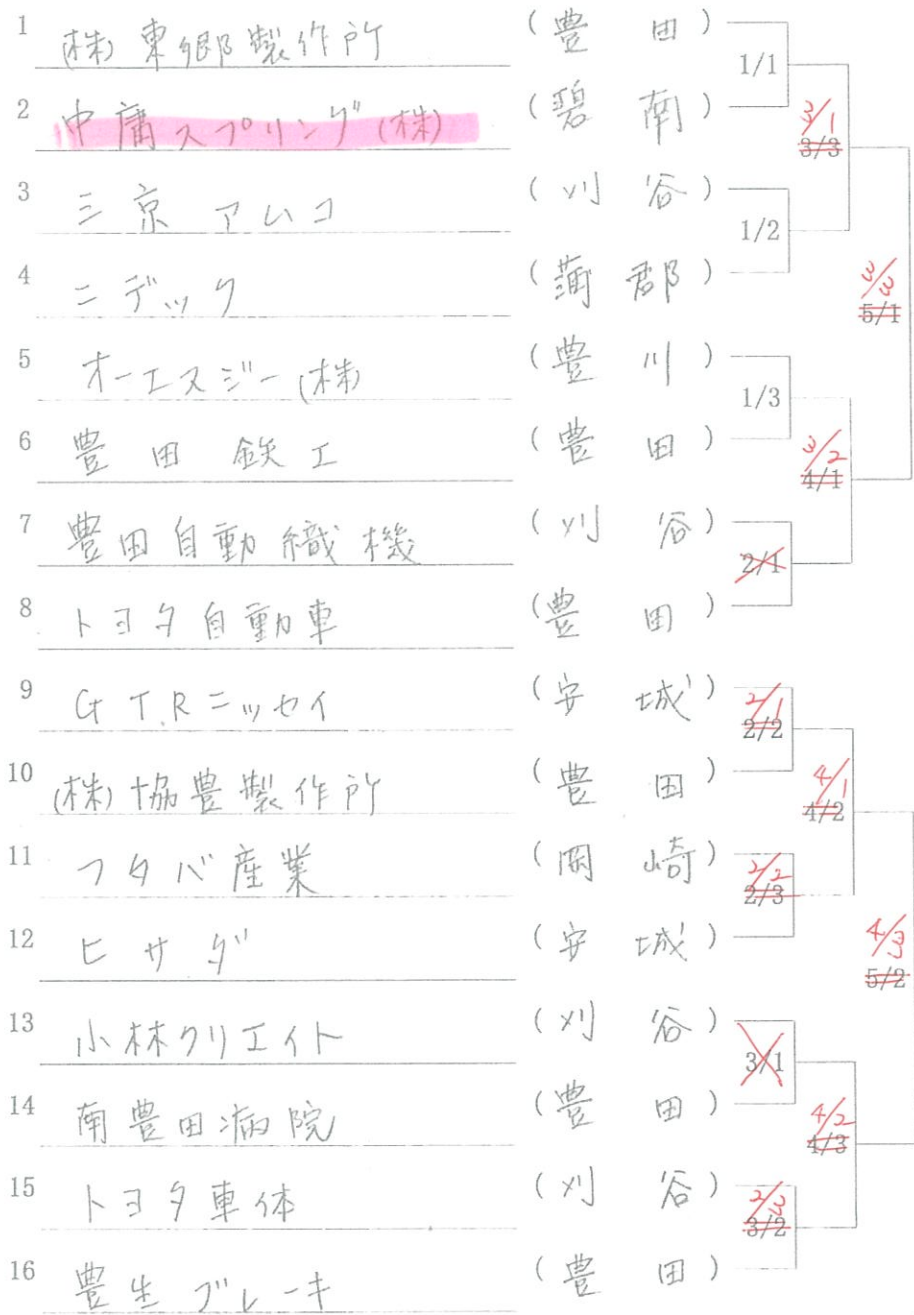 1 (株)東郷製作所 (豊田)
1/1
2 中庸スプリング(株) (碧南)
3/1
3/3
3 三京アムコ (刈谷)
1/2
4 ニデック (蒲郡)
3/3
5/1
5 オーエスジー(株) (豊川)
1/3
6 豊田鉄工 (豊田)
3/2
4/1
7 豊田自動織機 (刈谷)
2/1
8 トヨタ自動車 (豊田)
9 G T.R ニッセイ (安城)
2/1
2/2
10 (株)協豊製作所 (豊田)
4/1
4/2
11 フタバ産業 (岡崎)
2/2
2/3
12 ヒサダ (安城)
4/3
5/2
13 小林クリエイト (刈谷)
3/1
14 南豊田病院 (豊田)
4/2
4/3
15 トヨタ車体 (刈谷)
2/3
3/2
16 豊生ブレーキ (豊田)